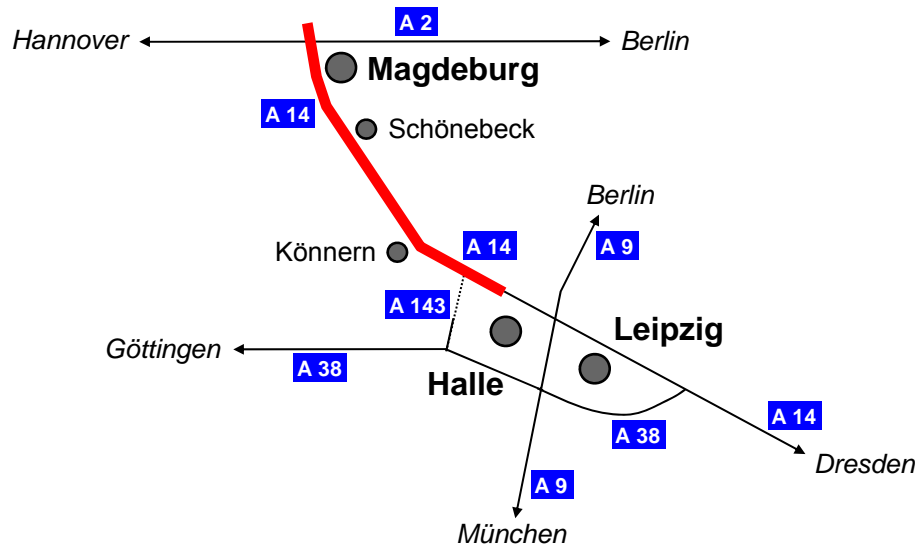 A 2
Hannover
Berlin
Magdeburg
A 14
Schönebeck
Berlin
Könnern
A 14
A 9
A 143
Leipzig
Göttingen
A 38
Halle
A 14
A 38
Dresden
A 9
München